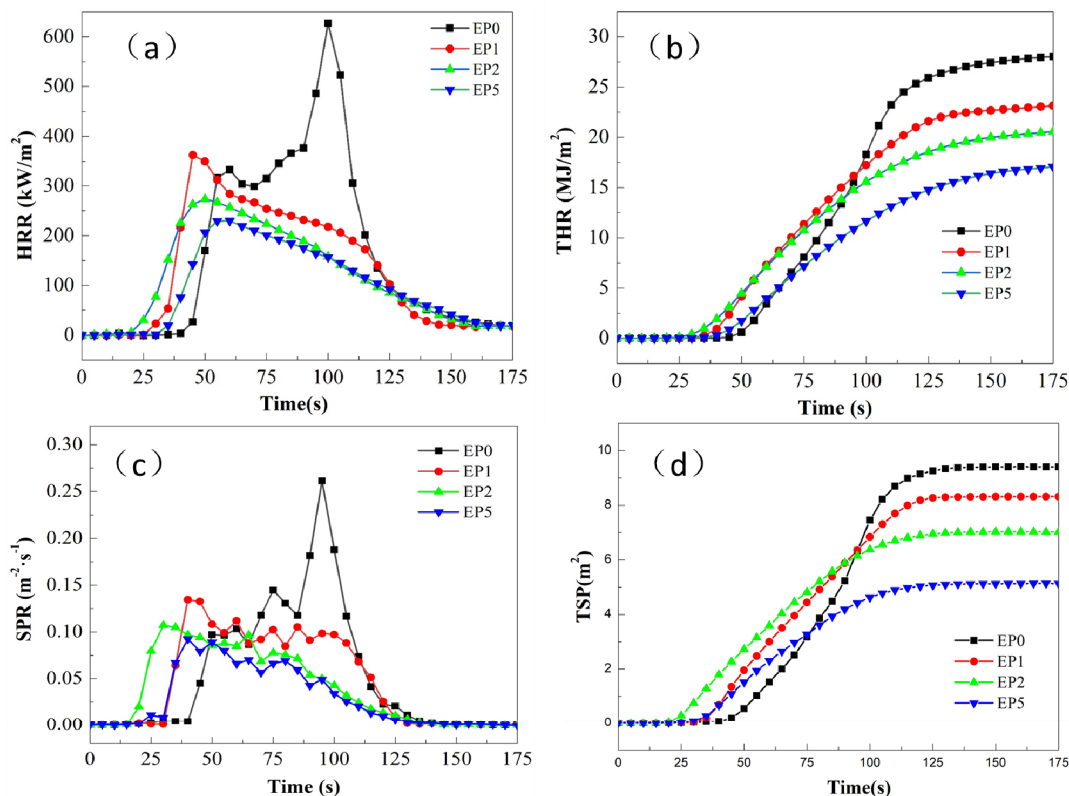 (a)
EP0
EP1
EP2
EP5
600
500
400
300
200
100
0
HRR (kW/m²)
0 25 50 75 100 125 150 175
Time(s)
(b)
30
25
20
15
10
5
0
THR (MJ/m²)
EP0
EP1
EP2
EP5
0 25 50 75 100 125 150 175
Time (s)
(c)
EP0
EP1
EP2
EP5
0.30
0.25
0.20
0.15
0.10
0.05
0.00
SPR (m⁻²·s⁻¹)
0 25 50 75 100 125 150 175
Time (s)
(d)
10
8
6
4
2
0
TSP(m²)
EP0
EP1
EP2
EP5
0 25 50 75 100 125 150 175
Time(s)